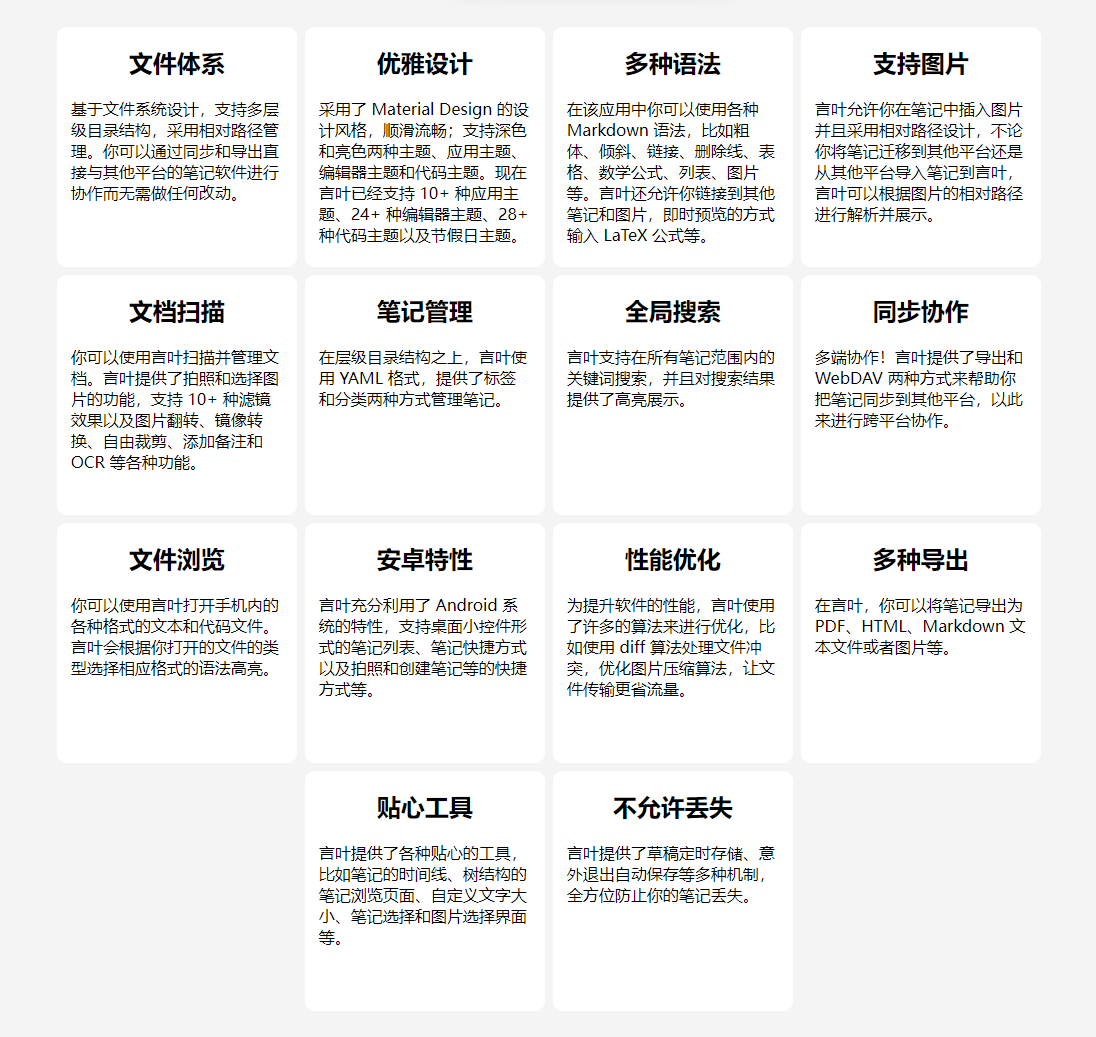 文件体系
基于文件系统设计，支持多层
级目录结构，采用相对路径管
理。你可以通过同步和导出直
接与其他平台的笔记软件进行
协作而无需做任何改动。
优雅设计
采用了 Material Design 的设
计风格，顺滑流畅；支持深色
和亮色两种主题、应用主题、
编辑器主题和代码主题。现在
言叶已经支持 10+ 种应用主
题、24+ 种编辑器主题、28+
种代码主题以及节假日主题。
多种语法
在该应用中你可以使用各种
Markdown 语法，比如粗
体、倾斜、链接、删除线、表
格、数学公式、列表、图片
等。言叶还允许你链接到其他
笔记和图片，即时预览的方式
输入 LaTeX 公式等。
支持图片
言叶允许你在笔记中插入图片
并且采用相对路径设计，不论
你将笔记迁移到其他平台还是
从其他平台导入笔记到言叶，
言叶可以根据图片的相对路径
进行解析并展示。
文档扫描
你可以使用言叶扫描并管理文
档。言叶提供了拍照和选择图
片的功能，支持 10+ 种滤镜
效果以及图片翻转、镜像转
换、自由裁剪、添加备注和
OCR 等各种功能。
笔记管理
在层级目录结构之上，言叶使
用 YAML 格式，提供了标签
和分类两种方式管理笔记。
全局搜索
言叶支持在所有笔记范围内的
关键词搜索，并且对搜索结果
提供了高亮展示。
同步协作
多端协作！言叶提供了导出和
WebDAV 两种方式来帮助你
把笔记同步到其他平台，以此
来进行跨平台协作。
文件浏览
你可以使用言叶打开手机内的
各种格式的文本和代码文件。
言叶会根据你打开的文件的类
型选择相应格式的语法高亮。
安卓特性
言叶充分利用了 Android 系
统的特性，支持桌面小控件形
式的笔记列表、笔记快捷方式
以及拍照和创建笔记等的快捷
方式等。
性能优化
为提升软件的性能，言叶使用
了许多的算法来进行优化，比
如使用 diff 算法处理文件冲
突，优化图片压缩算法，让文
件传输更省流量。
多种导出
在言叶，你可以将笔记导出为
PDF、HTML、Markdown 文
本文件或者图片等。
贴心工具
言叶提供了各种贴心的工具，
比如笔记的时间线、树结构的
笔记浏览页面、自定义文字大
小、笔记选择和图片选择界面
等。
不允许丢失
言叶提供了草稿定时存储、意
外退出自动保存等多种机制，
全方位防止你的笔记丢失。